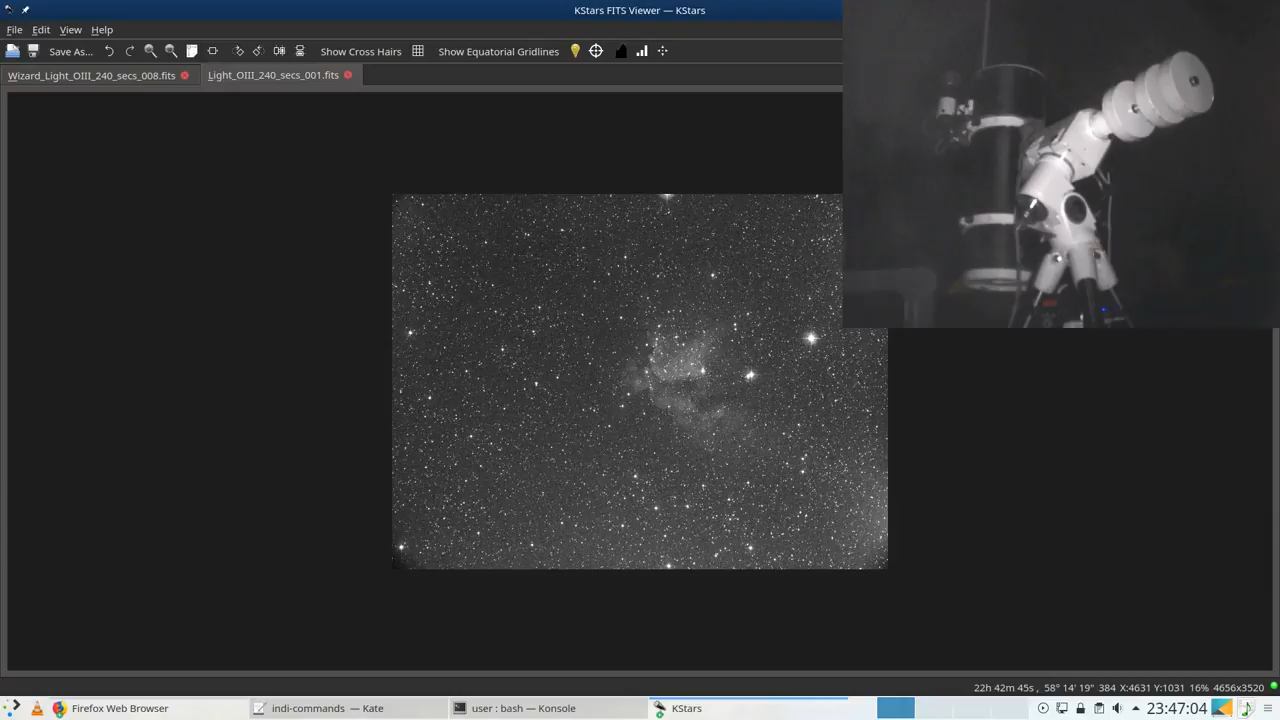 KStars FITS Viewer — KStars
File Edit View Help
Save As... Show Cross Hairs Show Equatorial Gridlines
Wizard_Light_OIII_240_secs_008.fits Light_OIII_240_secs_001.fits
22h 42m 45s , 58° 14' 19" 384 X:4631 Y:1031 16% 4656x3520
Firefox Web Browser indi-commands — Kate user : bash — Konsole KStars 23:47:04